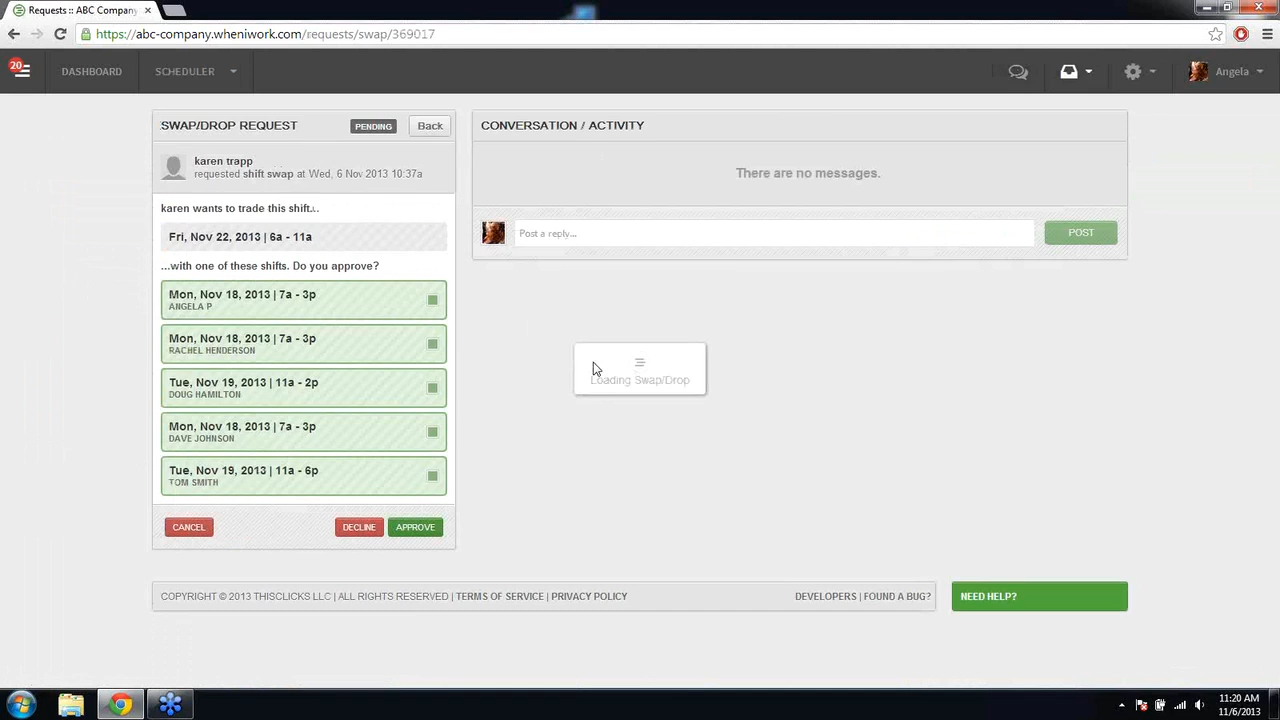 Requests :: ABC Company
https://abc-company.wheniwork.com/requests/swap/369017
20
DASHBOARD
SCHEDULER
Angela
SWAP/DROP REQUEST
PENDING
Back
karen trapp
requested shift swap at Wed, 6 Nov 2013 10:37a
karen wants to trade this shift...
Fri, Nov 22, 2013 | 6a - 11a
...with one of these shifts. Do you approve?
Mon, Nov 18, 2013 | 7a - 3p
ANGELA P
Mon, Nov 18, 2013 | 7a - 3p
RACHEL HENDERSON
Tue, Nov 19, 2013 | 11a - 2p
DOUG HAMILTON
Mon, Nov 18, 2013 | 7a - 3p
DAVE JOHNSON
Tue, Nov 19, 2013 | 11a - 6p
TOM SMITH
CANCEL
DECLINE
APPROVE
CONVERSATION / ACTIVITY
There are no messages.
Post a reply...
POST
Loading Swap/Drop
COPYRIGHT © 2013 THISCLICKS LLC | ALL RIGHTS RESERVED | TERMS OF SERVICE | PRIVACY POLICY
DEVELOPERS | FOUND A BUG?
NEED HELP?
11:20 AM
11/6/2013